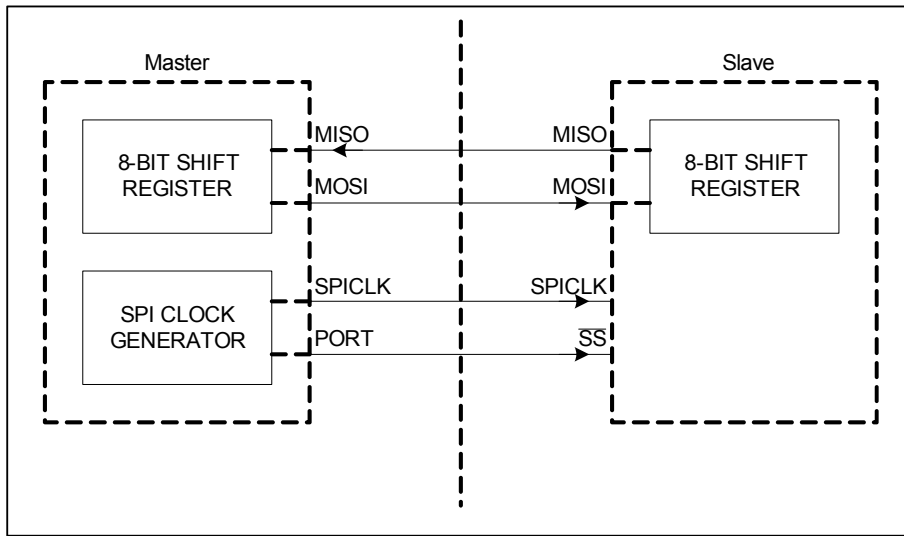 Master
Slave
8-BIT SHIFT
REGISTER
MISO
MISO
8-BIT SHIFT
REGISTER
MOSI
MOSI
SPI CLOCK
GENERATOR
SPICLK
SPICLK
PORT
S̅S̅